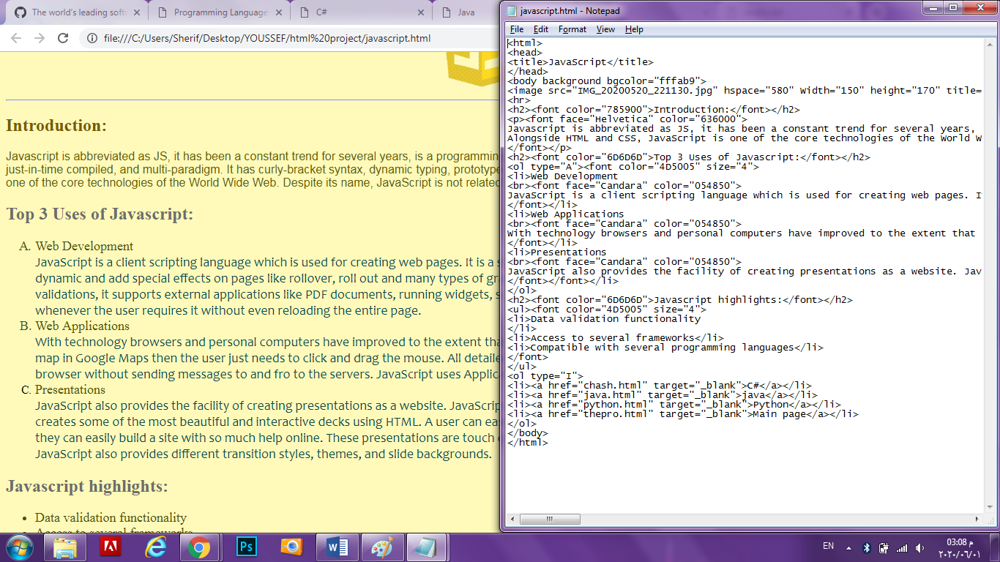 The world's leading softw
Programming Language
C#
Java
file:///C:/Users/Sherif/Desktop/YOUSSEF/html%20project/javascript.html
Introduction:
Javascript is abbreviated as JS, it has been a constant trend for several years, is a programmin
just-in-time compiled, and multi-paradigm. It has curly-bracket syntax, dynamic typing, prototype
one of the core technologies of the World Wide Web. Despite its name, JavaScript is not related
Top 3 Uses of Javascript:
A. Web Development
JavaScript is a client scripting language which is used for creating web pages. It is a s
dynamic and add special effects on pages like rollover, roll out and many types of gra
validations, it supports external applications like PDF documents, running widgets, s
whenever the user requires it without even reloading the entire page.
B. Web Applications
With technology browsers and personal computers have improved to the extent tha
map in Google Maps then the user just needs to click and drag the mouse. All detaile
browser without sending messages to and fro to the servers. JavaScript uses Applic
C. Presentations
JavaScript also provides the facility of creating presentations as a website. JavaScrip
creates some of the most beautiful and interactive decks using HTML. A user can eas
they can easily build a site with so much help online. These presentations are touch o
JavaScript also provides different transition styles, themes, and slide backgrounds.
Javascript highlights:
• Data validation functionality
• Access to several frameworks
javascript.html - Notepad
File Edit Format View Help
<html>
<head>
<title>JavaScript</title>
</head>
<body background bgcolor="fffab9">
<image src="IMG_20200520_221130.jpg" hspace="580" Width="150" height="170" title=
<hr>
<h2><font color="785900">Introduction:</font></h2>
<p><font face="Helvetica" color="636000">
Javascript is abbreviated as JS, it has been a constant trend for several years,
Alongside HTML and CSS, JavaScript is one of the core technologies of the World W
</font></p>
<h2><font color="6D6D6D">Top 3 Uses of Javascript:</font></h2>
<ol type="A"><font color="4D5005" size="4">
<li>Web Development
<br><font face="Candara" color="054850">
JavaScript is a client scripting language which is used for creating web pages. I
</font></li>
<li>Web Applications
<br><font face="Candara" color="054850">
With technology browsers and personal computers have improved to the extent that
</font></li>
<li>Presentations
<br><font face="Candara" color="054850">
JavaScript also provides the facility of creating presentations as a website. Jav
</font></font></li>
</ol>
<h2><font color="6D6D6D">Javascript highlights:</font></h2>
<ul><font color="4D5005" size="4">
<li>Data validation functionality
</li>
<li>Access to several frameworks</li>
<li>Compatible with several programming languages</li>
</font>
</ul>
<ol type="I">
<li><a href="chash.html" target="_blank">C#</a></li>
<li><a href="java.html" target="_blank">java</a></li>
<li><a href="python.html" target="_blank">Python</a></li>
<li><a href="thepro.html" target="_blank">Main page</a></li>
</ol>
</body>
</html>
Ps
W
EN
03:08 م
٢٠٢٠/٠٦/٠١